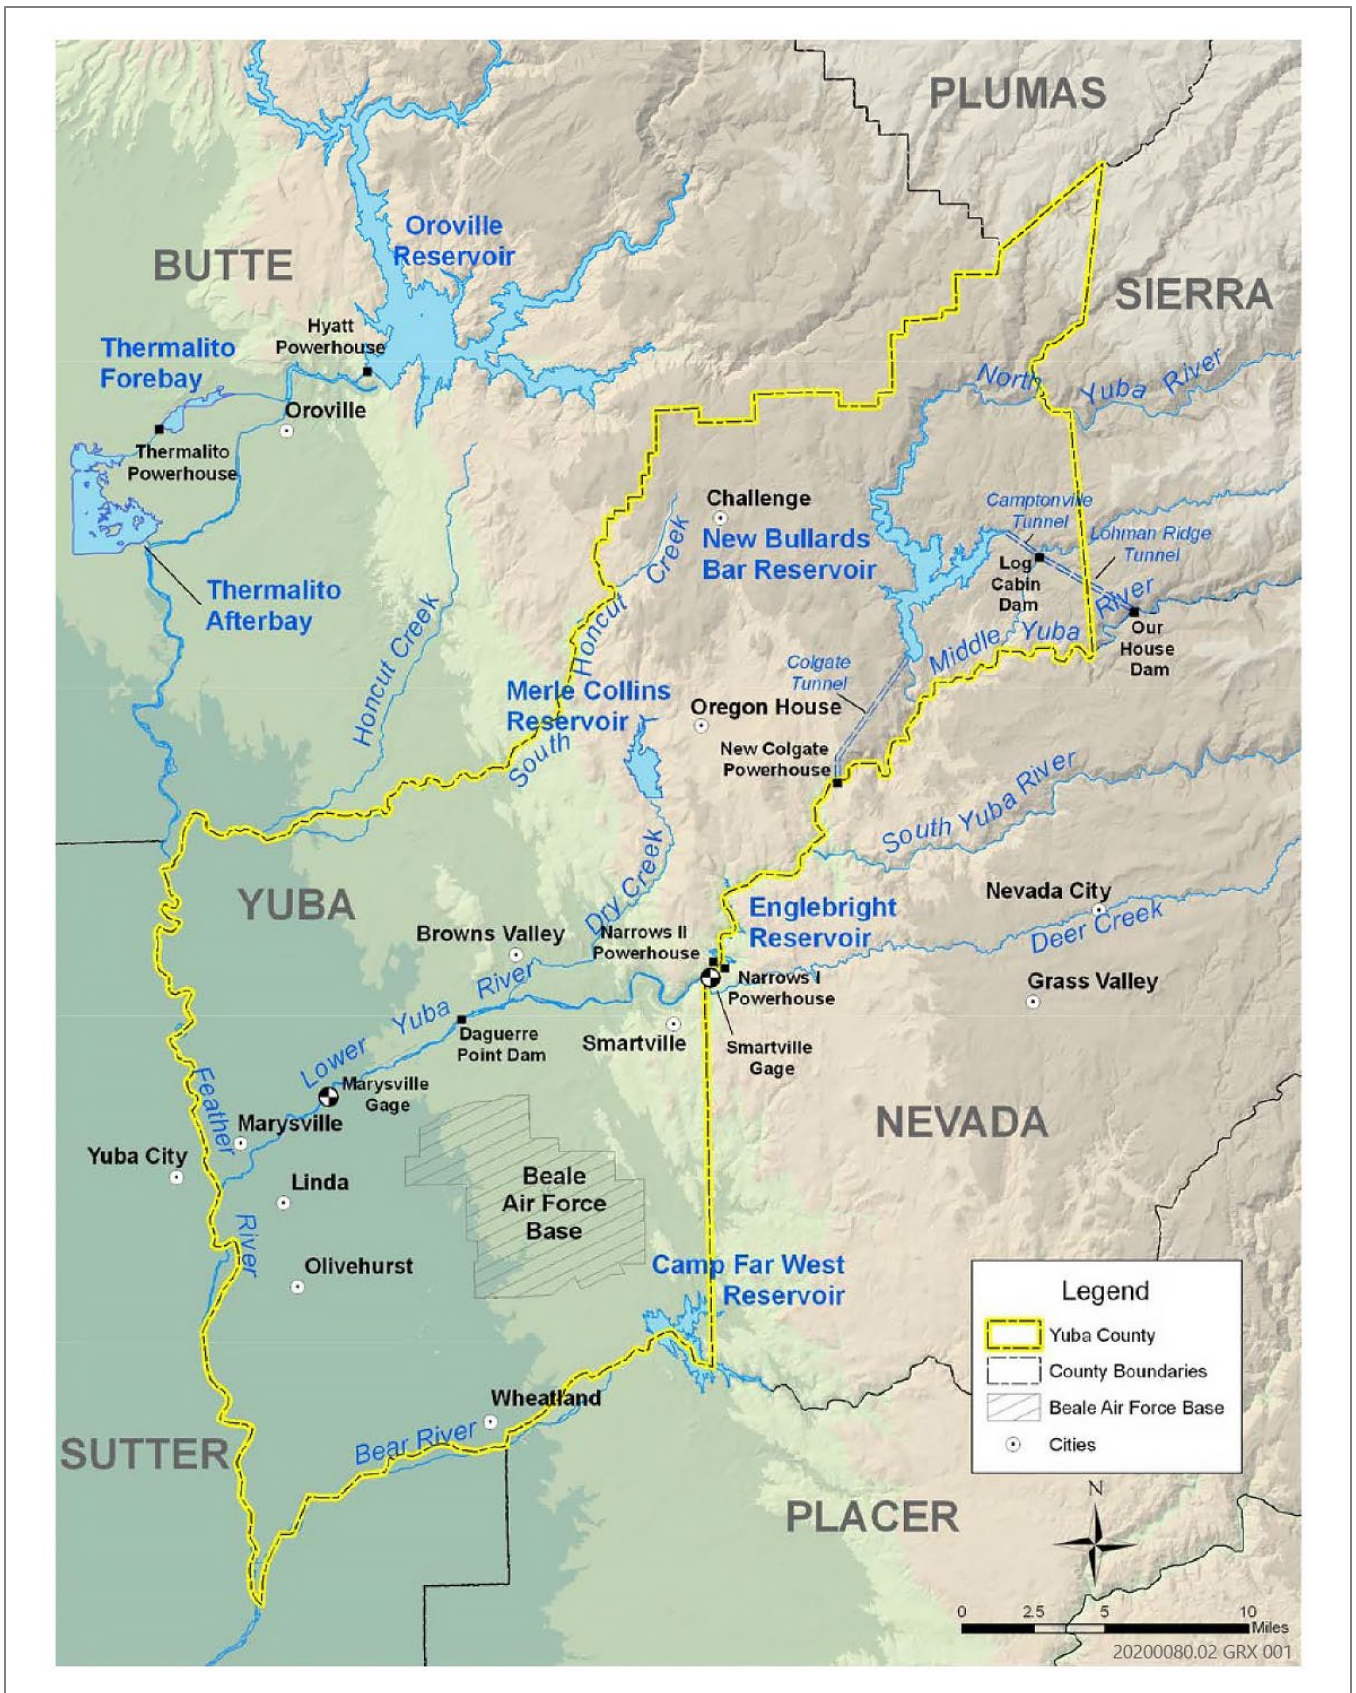 PLUMAS
Oroville
Reservoir
BUTTE
SIERRA
Hyatt
Powerhouse
Thermalito
Forebay
North
Yuba River
Oroville
Thermalito
Powerhouse
Challenge
Camptonville
Tunnel
New Bullards
Bar Reservoir
Lohman Ridge
Tunnel
Log
Cabin
Dam
Thermalito
Afterbay
Honcut Creek
South Honcut Creek
Middle Yuba River
Our
House
Dam
Colgate
Tunnel
Merle Collins
Reservoir
Oregon House
New Colgate
Powerhouse
South Yuba River
YUBA
Dry Creek
Nevada City
Englebright
Reservoir
Deer Creek
Browns Valley
Narrows II
Powerhouse
Narrows I
Powerhouse
Grass Valley
Lower Yuba River
Daguerre
Point Dam
Smartville
Smartville
Gage
Marysville
Gage
Feather River
Marysville
NEVADA
Yuba City
Linda
Beale
Air Force
Base
Olivehurst
Camp Far West
Reservoir
Wheatland
Bear River
SUTTER
PLACER
Legend
Yuba County
County Boundaries
Beale Air Force Base
Cities
N
0 2.5 5 10
Miles
20200080.02 GRX 001